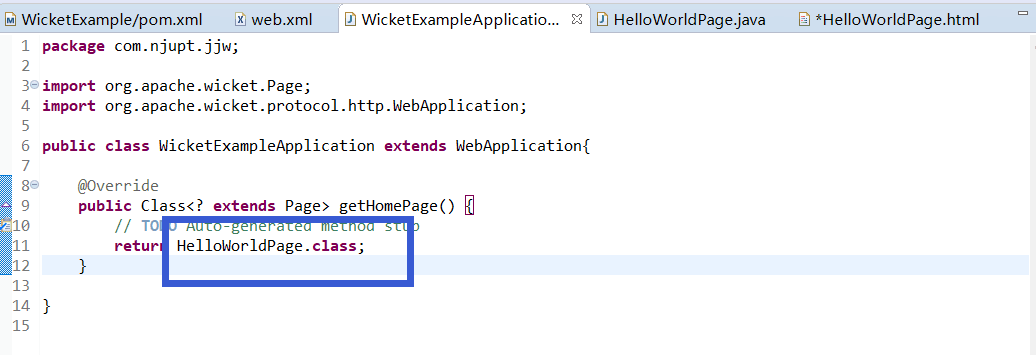 WicketExample/pom.xml web.xml WicketExampleApplicatio... HelloWorldPage.java *HelloWorldPage.html
1 package com.njupt.jjw;
2
3 import org.apache.wicket.Page;
4 import org.apache.wicket.protocol.http.WebApplication;
5
6 public class WicketExampleApplication extends WebApplication{
7
8 @Override
9 public Class<? extends Page> getHomePage() {
10 // TODO Auto-generated method stub
11 return HelloWorldPage.class;
12 }
13
14 }
15